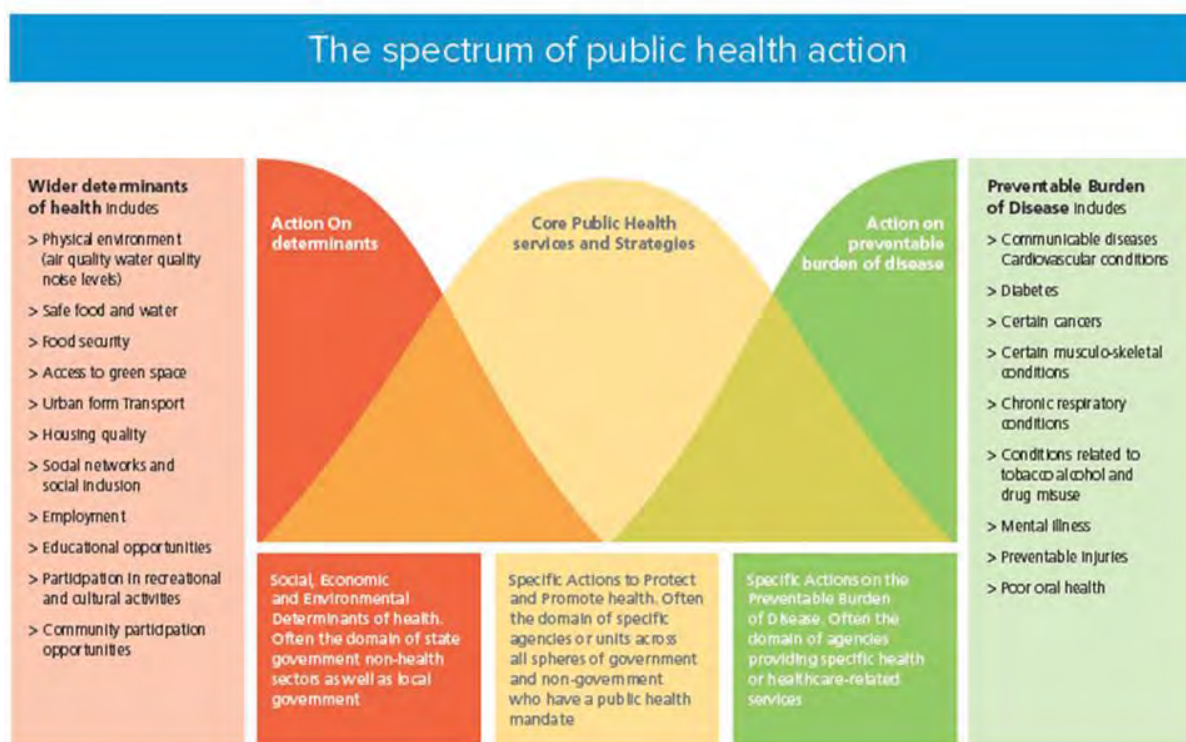 The spectrum of public health action
Wider determinants
of health includes
> Physical environment
(air quality water quality
noise levels)
> Safe food and water
> Food security
> Access to green space
> Urban form Transport
> Housing quality
> Social networks and
social inclusion
> Employment
> Educational opportunities
> Participation in recreational
and cultural activities
> Community participation
opportunities
Action On
determinants
Core Public Health
services and Strategies
Action on
preventable
burden of disease
Social, Economic
and Environmental
Determinants of health.
Often the domain of state
government non-health
sectors as well as local
government
Specific Actions to Protect
and Promote health. Often
the domain of specific
agencies or units across
all spheres of government
and non-government
who have a public health
mandate
Specific Actions on the
Preventable Burden
of Disease. Often the
domain of agencies
providing specific health
or healthcare-related
services
Preventable Burden
of Disease includes
> Communicable diseases
Cardiovascular conditions
> Diabetes
> Certain cancers
> Certain musculo-skeletal
conditions
> Chronic respiratory
conditions
> Conditions related to
tobacco alcohol and
drug misuse
> Mental illness
> Preventable injuries
> Poor oral health